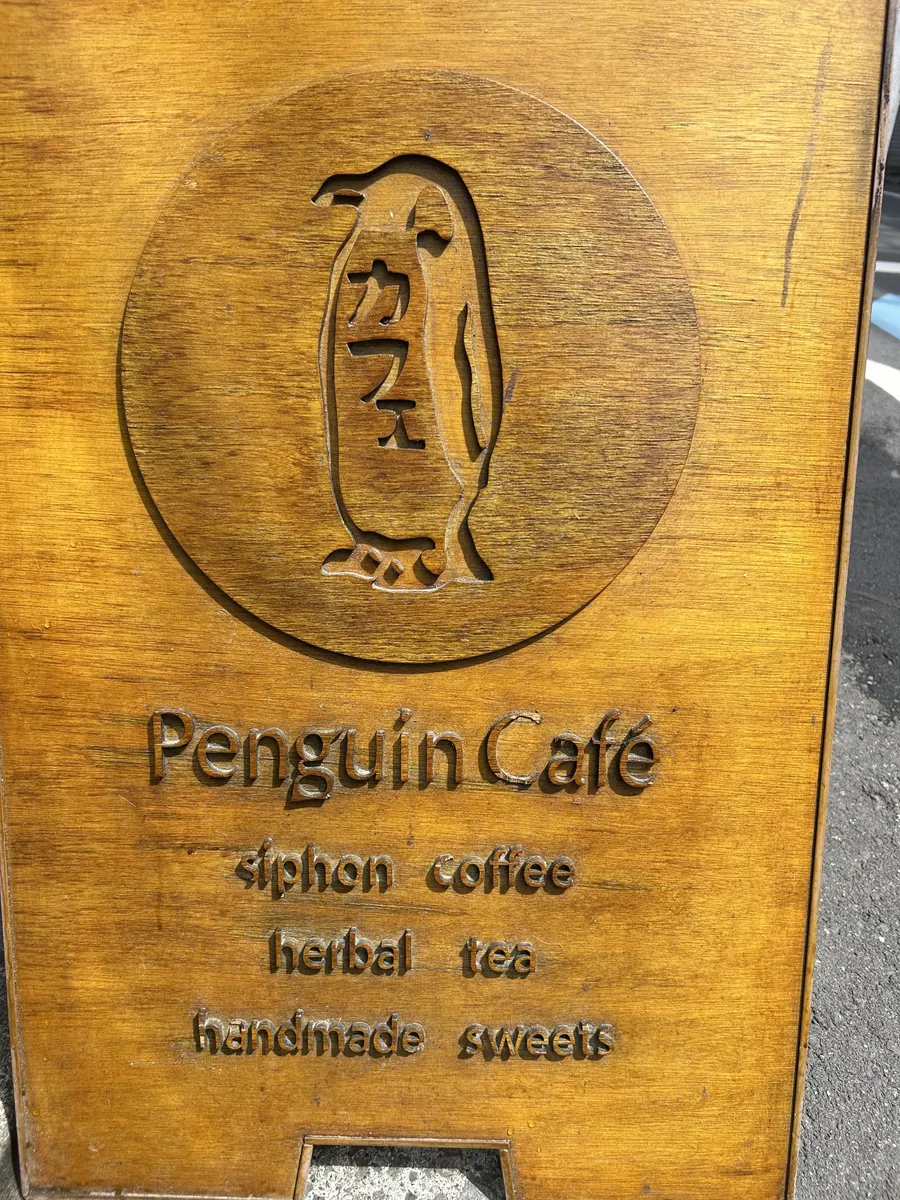 カフェ
Penguin Café
siphon coffee
herbal tea
handmade sweets